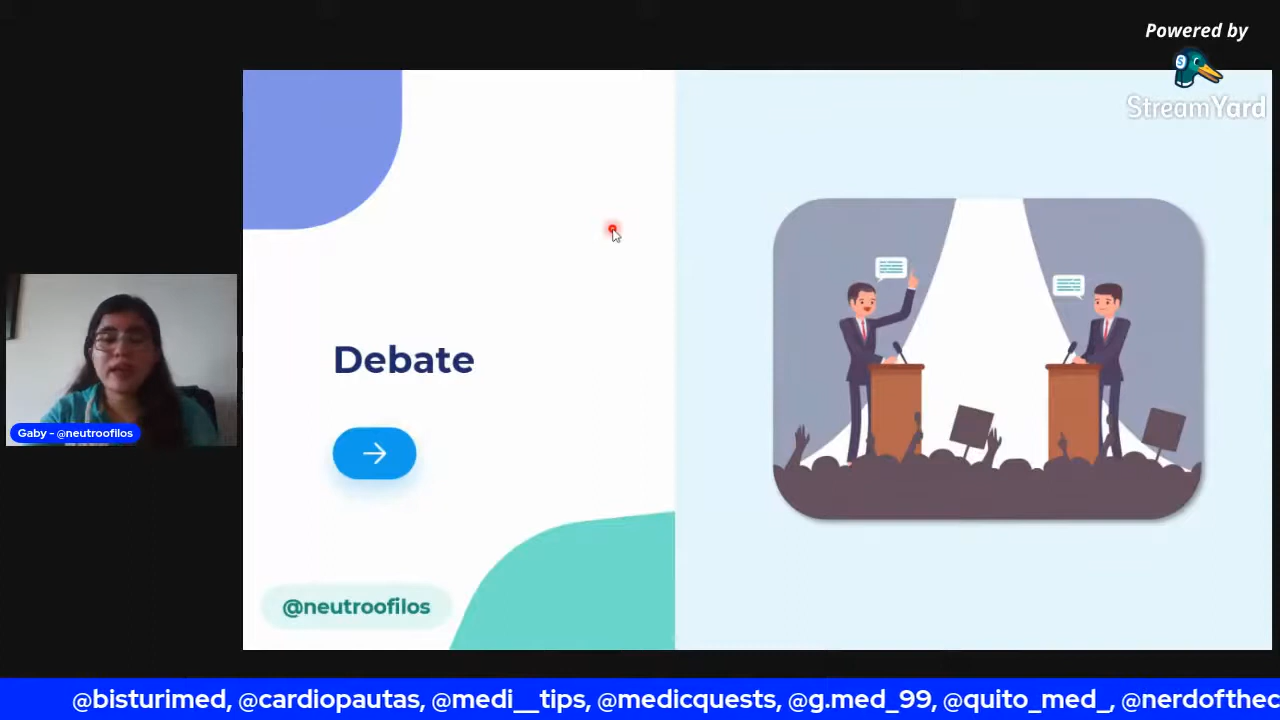 Powered by
StreamYard
Debate
@neutroofilos
Gaby - @neutroofilos
@bisturimed, @cardiopautas, @medi__tips, @medicquests, @g.med_99, @quito_med_, @nerdofthec